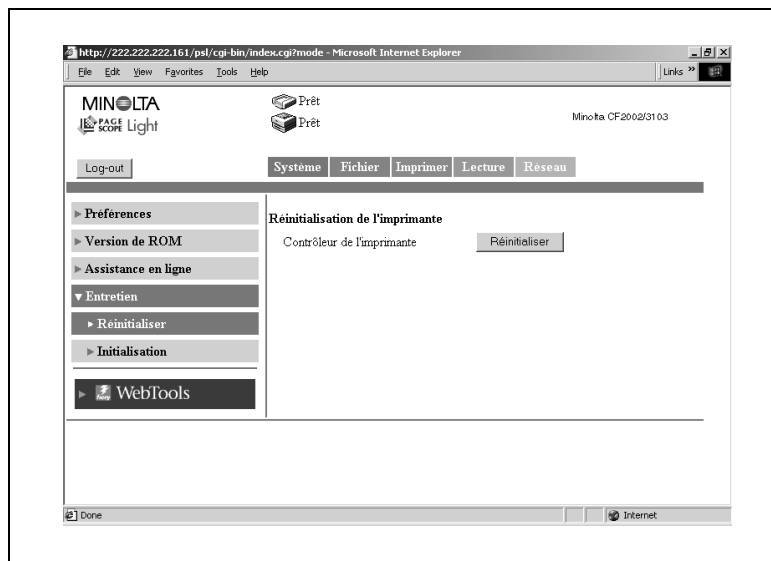 http://222.222.222.161/psl/cgi-bin/index.cgi?mode - Microsoft Internet Explorer
File Edit View Favorites Tools Help
Links »
MINOLTA
PAGE SCOPE Light
Prêt
Prêt
Minolta CF2002/3103
Log-out
Système Fichier Imprimer Lecture Réseau
Préférences
Version de ROM
Assistance en ligne
Entretien
Réinitialiser
Initialisation
WebTools
Réinitialisation de l'imprimante
Contrôleur de l'imprimante Réinitialiser
Done
Internet